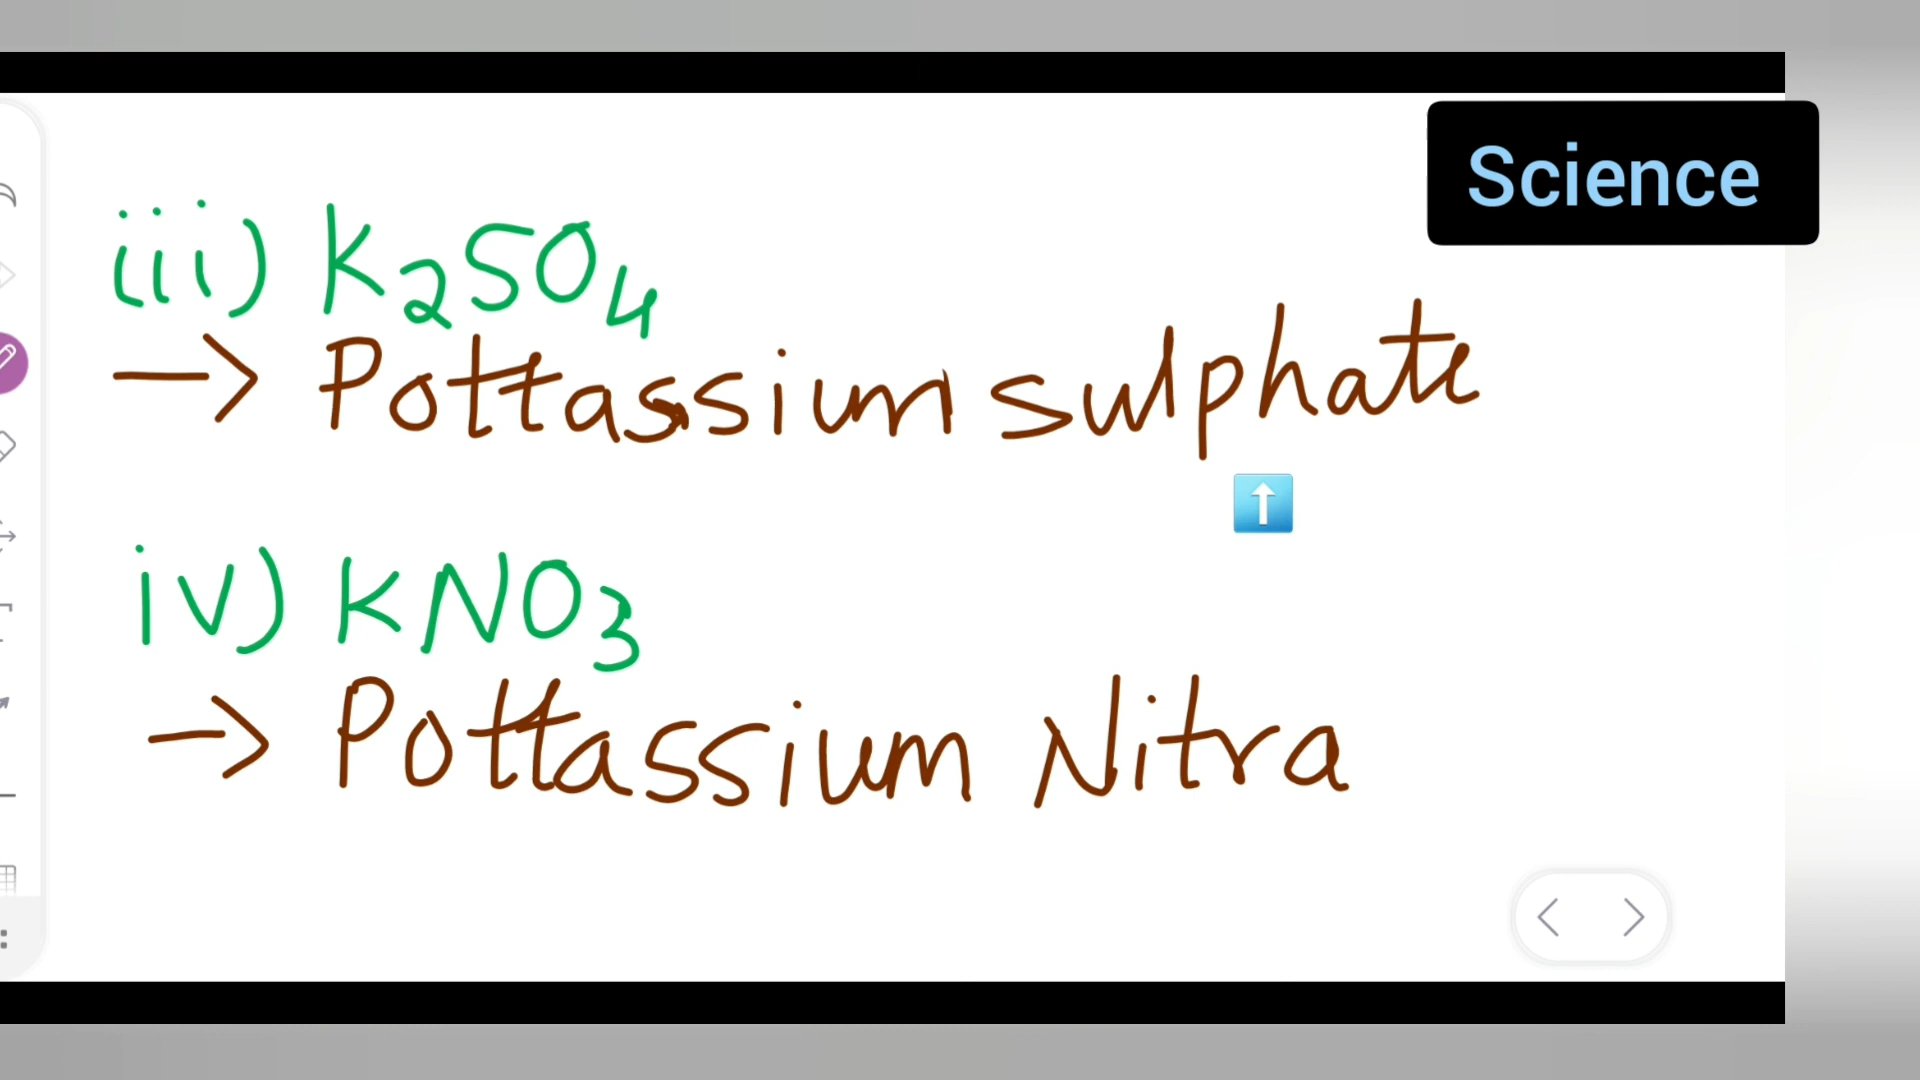 Science
iii) K₂SO₄
→ Pottassium sulphate
iv) KNO₃
→ Pottassium Nitra